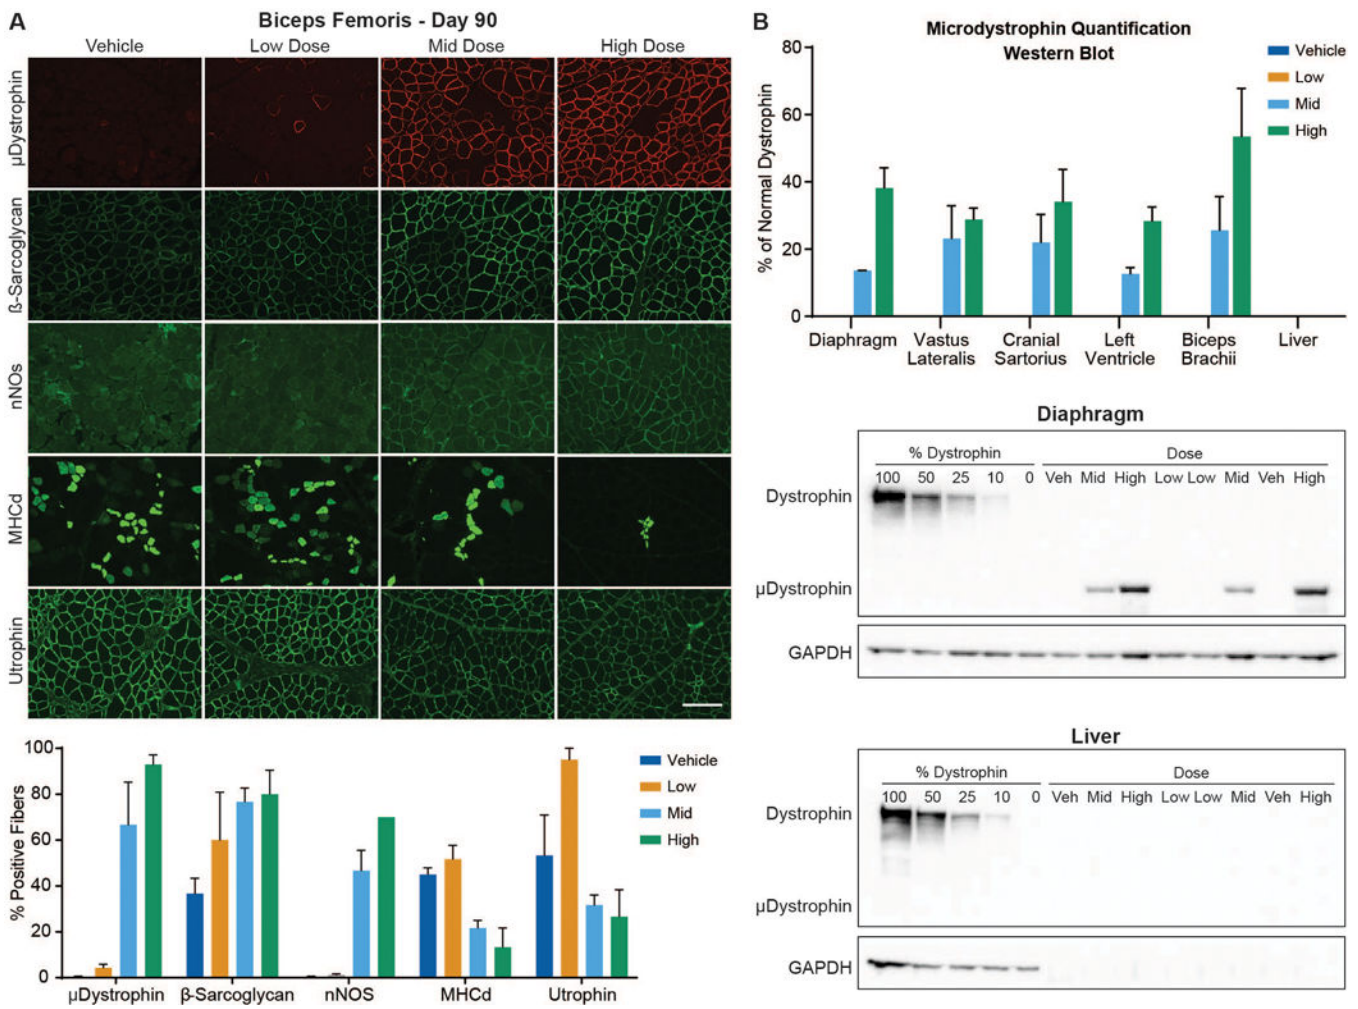 A
Biceps Femoris - Day 90
Vehicle
Low Dose
Mid Dose
High Dose
µDystrophin
ß-Sarcoglycan
nNOs
MHCd
Utrophin
100
80
60
40
20
0
% Positive Fibers
Vehicle
Low
Mid
High
µDystrophin
β-Sarcoglycan
nNOS
MHCd
Utrophin
B
Microdystrophin Quantification
Western Blot
80
60
40
20
0
% of Normal Dystrophin
Vehicle
Low
Mid
High
Diaphragm
Vastus
Lateralis
Cranial
Sartorius
Left
Ventricle
Biceps
Brachii
Liver
Diaphragm
% Dystrophin
Dose
100 50 25 10 0 Veh Mid High Low Low Mid Veh High
Dystrophin
µDystrophin
GAPDH
Liver
% Dystrophin
Dose
100 50 25 10 0 Veh Mid High Low Low Mid Veh High
Dystrophin
µDystrophin
GAPDH